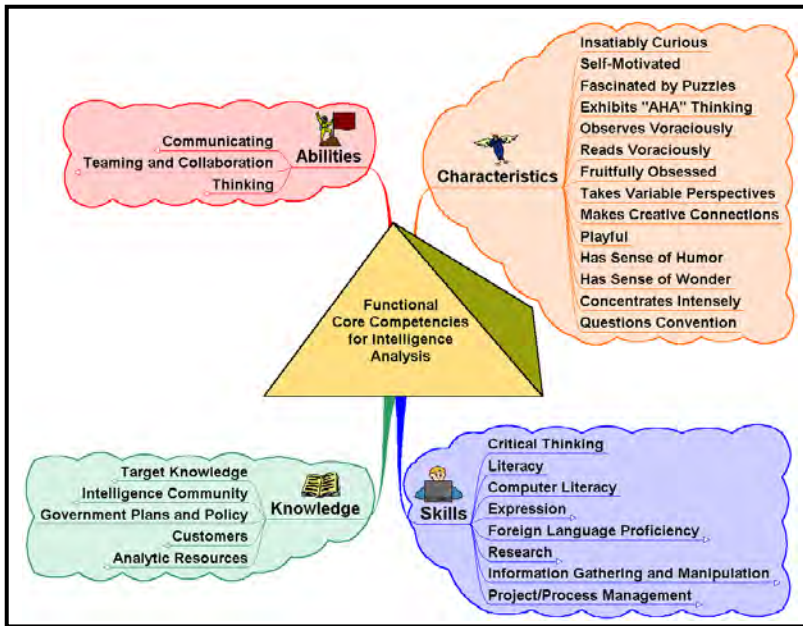 Communicating
Teaming and Collaboration
Thinking
Abilities
Characteristics
Insatiably Curious
Self-Motivated
Fascinated by Puzzles
Exhibits "AHA" Thinking
Observes Voraciously
Reads Voraciously
Fruitfully Obsessed
Takes Variable Perspectives
Makes Creative Connections
Playful
Has Sense of Humor
Has Sense of Wonder
Concentrates Intensely
Questions Convention
Functional
Core Competencies
for Intelligence
Analysis
Target Knowledge
Intelligence Community
Government Plans and Policy
Customers
Analytic Resources
Knowledge
Skills
Critical Thinking
Literacy
Computer Literacy
Expression
Foreign Language Proficiency
Research
Information Gathering and Manipulation
Project/Process Management